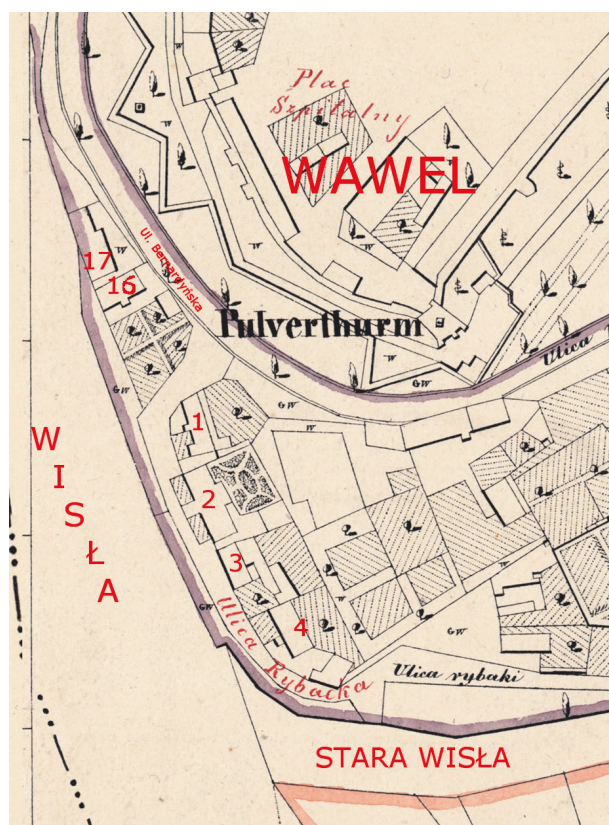 Plac
Szpitalny
WAWEL
17
16
Ul. Bernardyńska
Pulverthurm
Ulica
1
2
3
4
WISŁA
Ulica Rybacka
Ulica rybaki
STARA WISŁA
W
W
W
W
W
W
W
G W
G W
G W
G W
G W